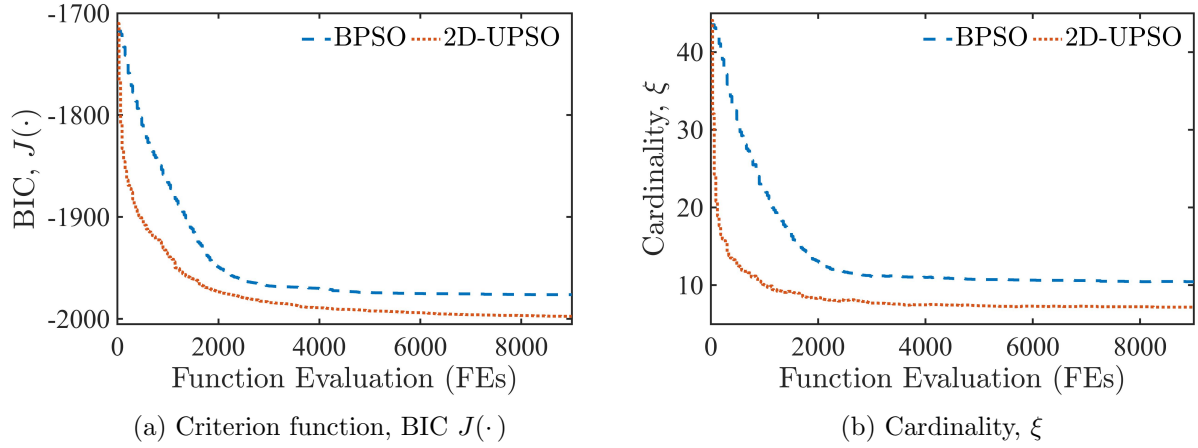 -1700
-1800
-1900
-2000
BIC, J(·)
BPSO 2D-UPSO
0 2000 4000 6000 8000
Function Evaluation (FEs)
(a) Criterion function, BIC J(·)
40
30
20
10
Cardinality, ξ
BPSO 2D-UPSO
0 2000 4000 6000 8000
Function Evaluation (FEs)
(b) Cardinality, ξ